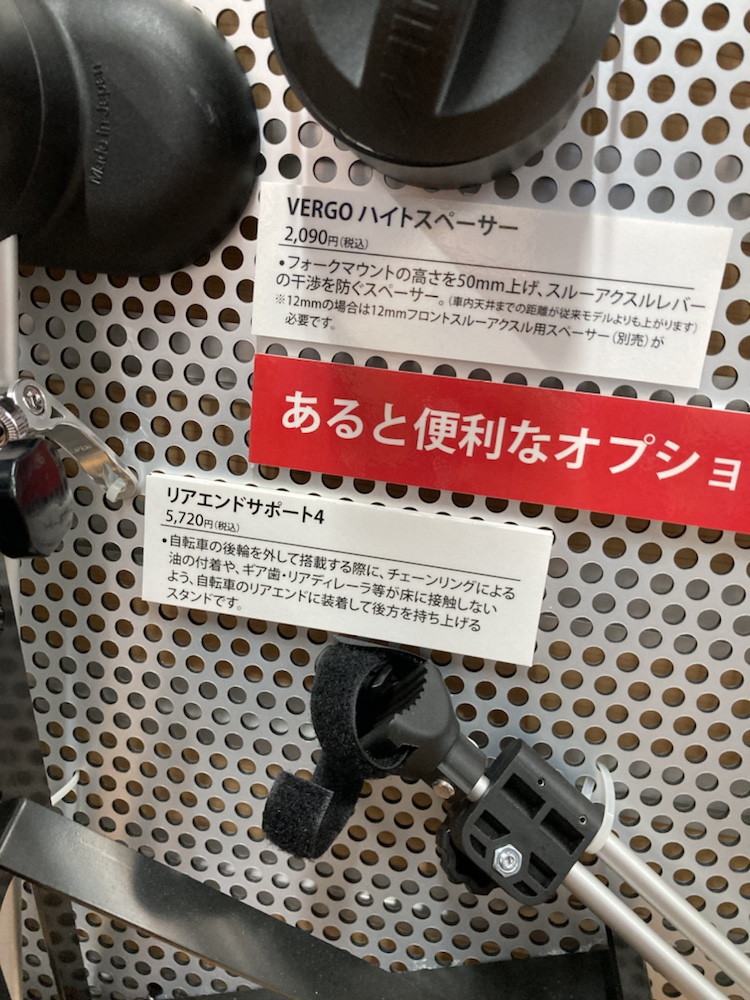 Made in Japan
VERGO ハイトスペーサー
2,090円(税込)
•フォークマウントの高さを50mm上げ、スルーアクスルレバー
の干渉を防ぐスペーサー。(車内天井までの距離が従来モデルよりも上がります)
※12mmの場合は12mmフロントスルーアクスル用スペーサー(別売)が
必要です。
あると便利なオプショ
リアエンドサポート4
5,720円(税込)
•自転車の後輪を外して搭載する際に、チェーンリングによる
油の付着や、ギア歯・リアディレーラ等が床に接触しない
よう、自転車のリアエンドに装着して後方を持ち上げる
スタンドです。